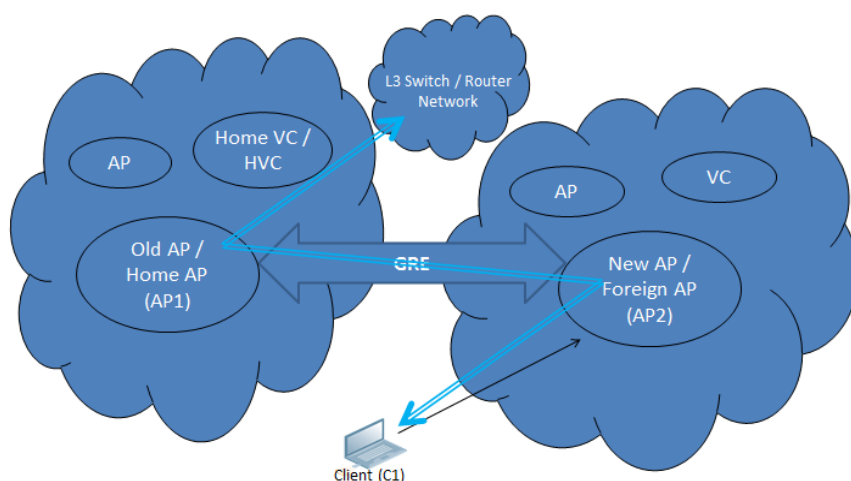 L3 Switch / Router
Network
Home VC /
HVC
AP
AP
VC
Old AP /
Home AP
(AP1)
GRE
New AP /
Foreign AP
(AP2)
Client (C1)